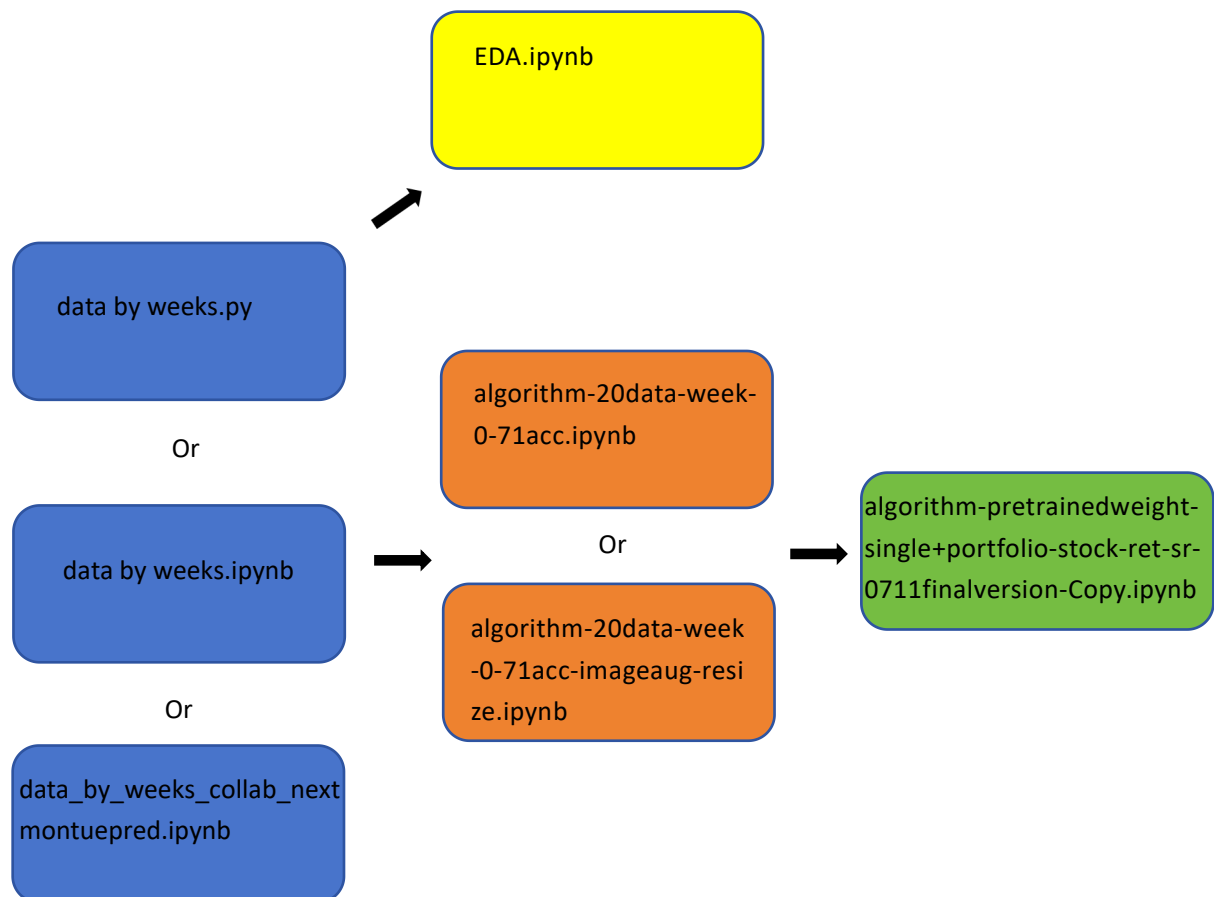 EDA.ipynb
data by weeks.py
Or
data by weeks.ipynb
Or
data_by_weeks_collab_next
montuepred.ipynb
algorithm-20data-week-
0-71acc.ipynb
Or
algorithm-20data-week
-0-71acc-imageaug-resi
ze.ipynb
algorithm-pretrainedweight-
single+portfolio-stock-ret-sr-
0711finalversion-Copy.ipynb